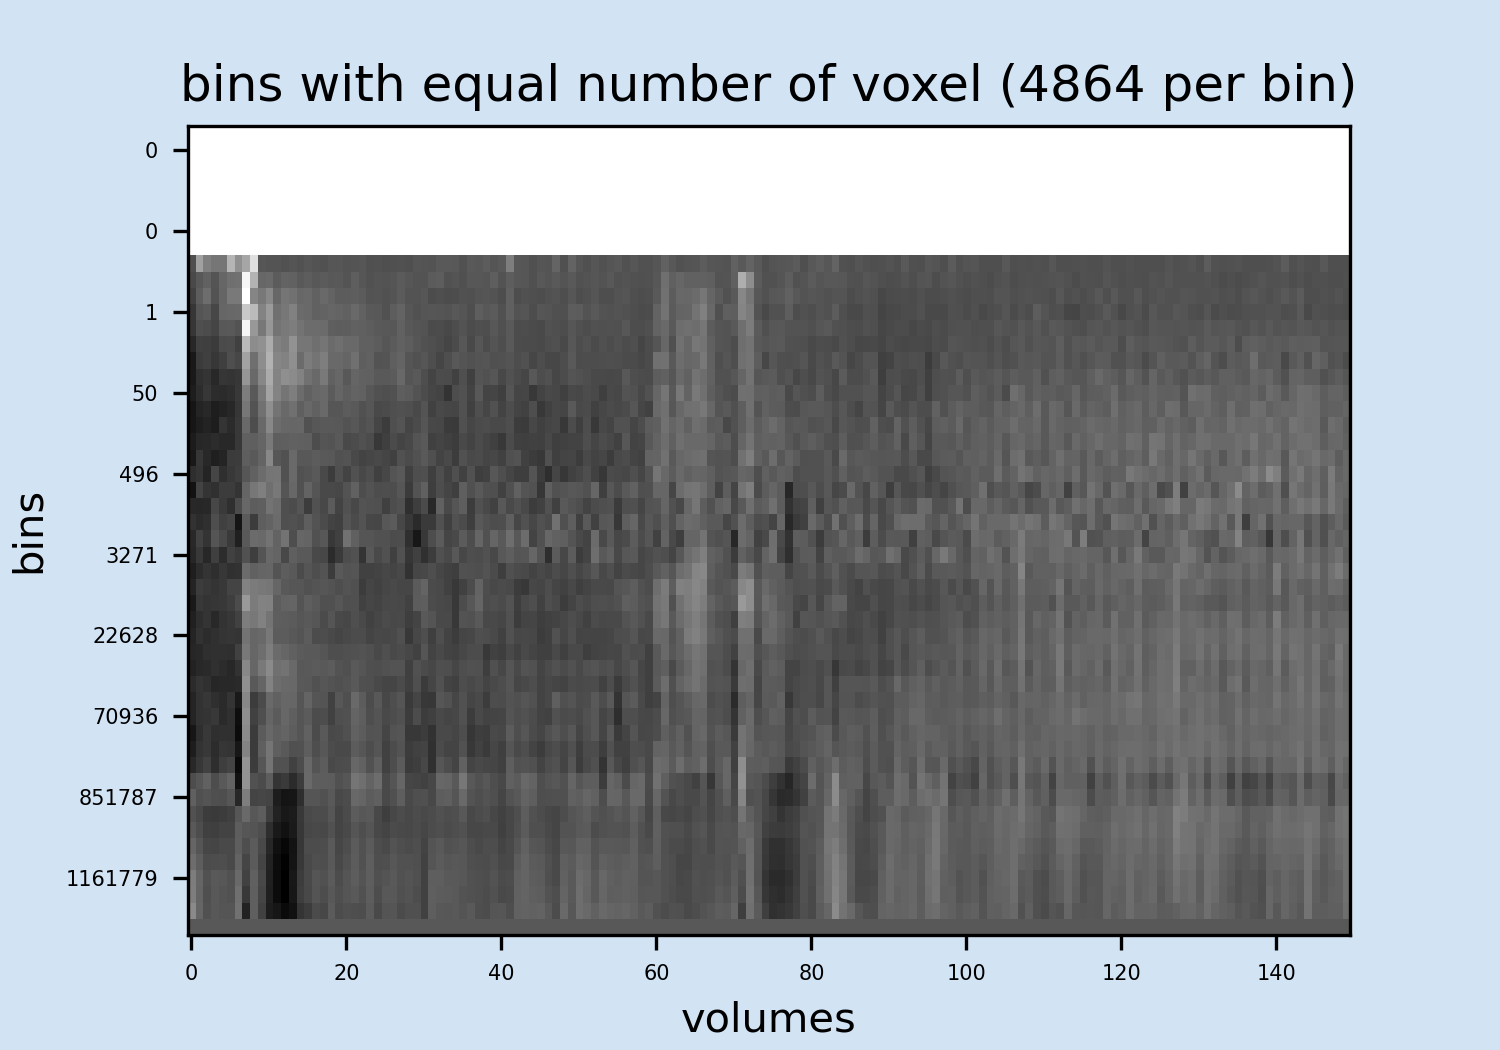 bins with equal number of voxel (4864 per bin)
0
0
1
50
496
3271
22628
70936
851787
1161779
bins
0 20 40 60 80 100 120 140
volumes